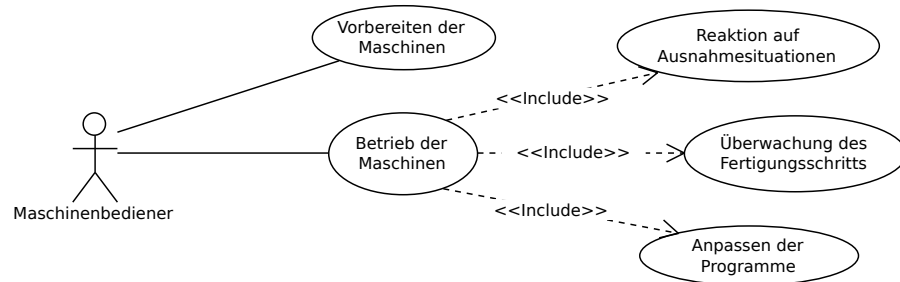 Vorbereiten der
Maschinen
Reaktion auf
Ausnahmesituationen
<<Include>>
Betrieb der
Maschinen
<<Include>>
Überwachung des
Fertigungsschritts
Maschinenbediener
<<Include>>
Anpassen der
Programme